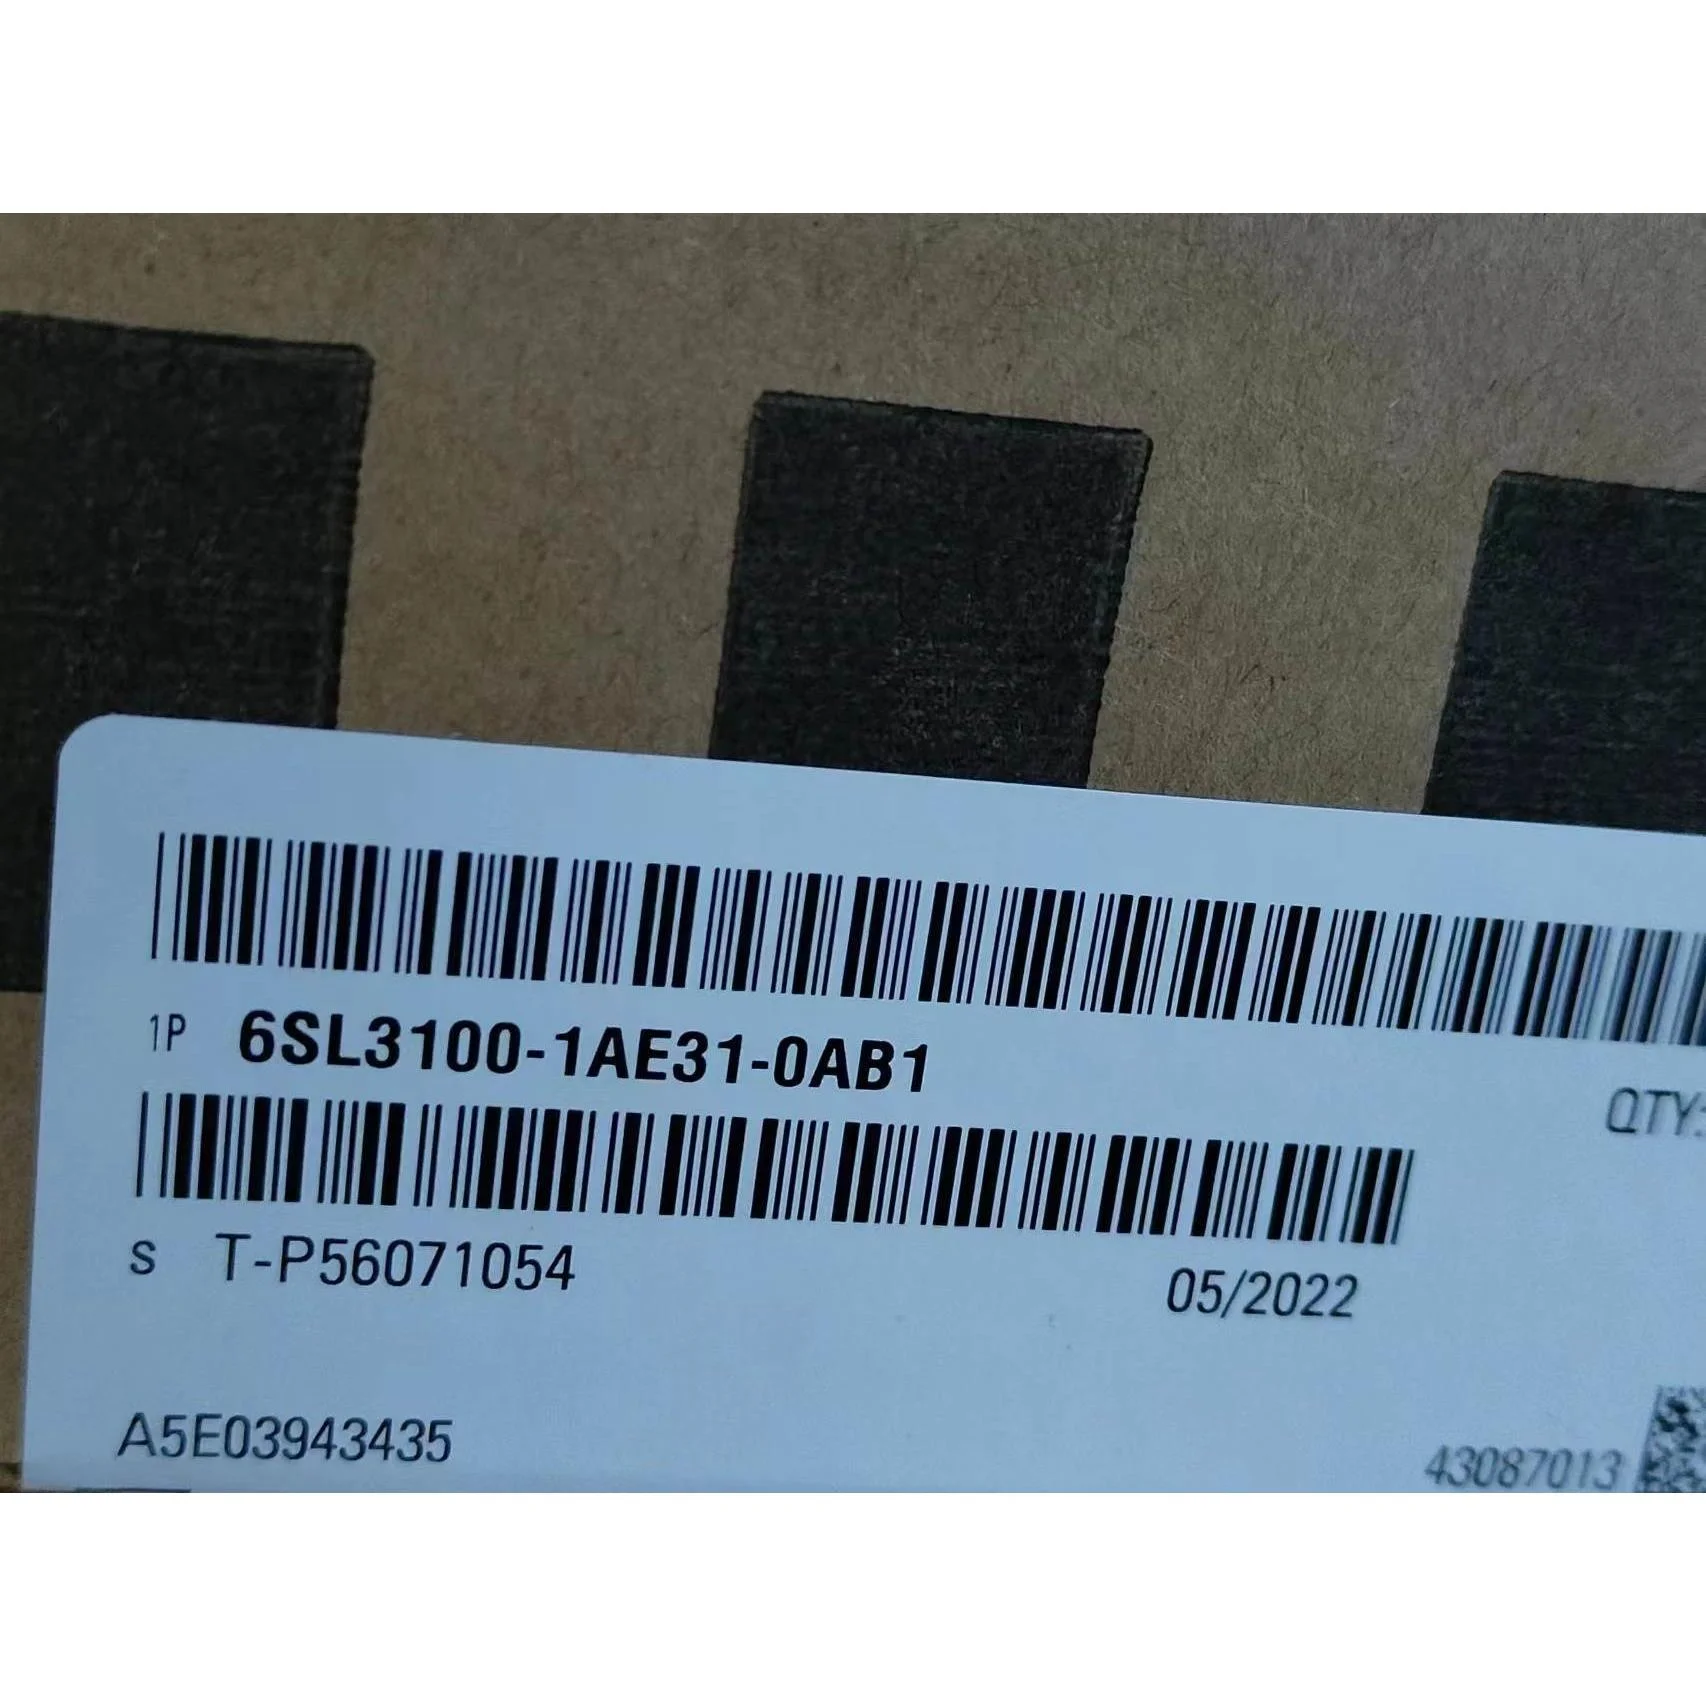 1P 6SL3100-1AE31-0AB1
QTY:
S T-P56071054 05/2022
A5E03943435 43087013